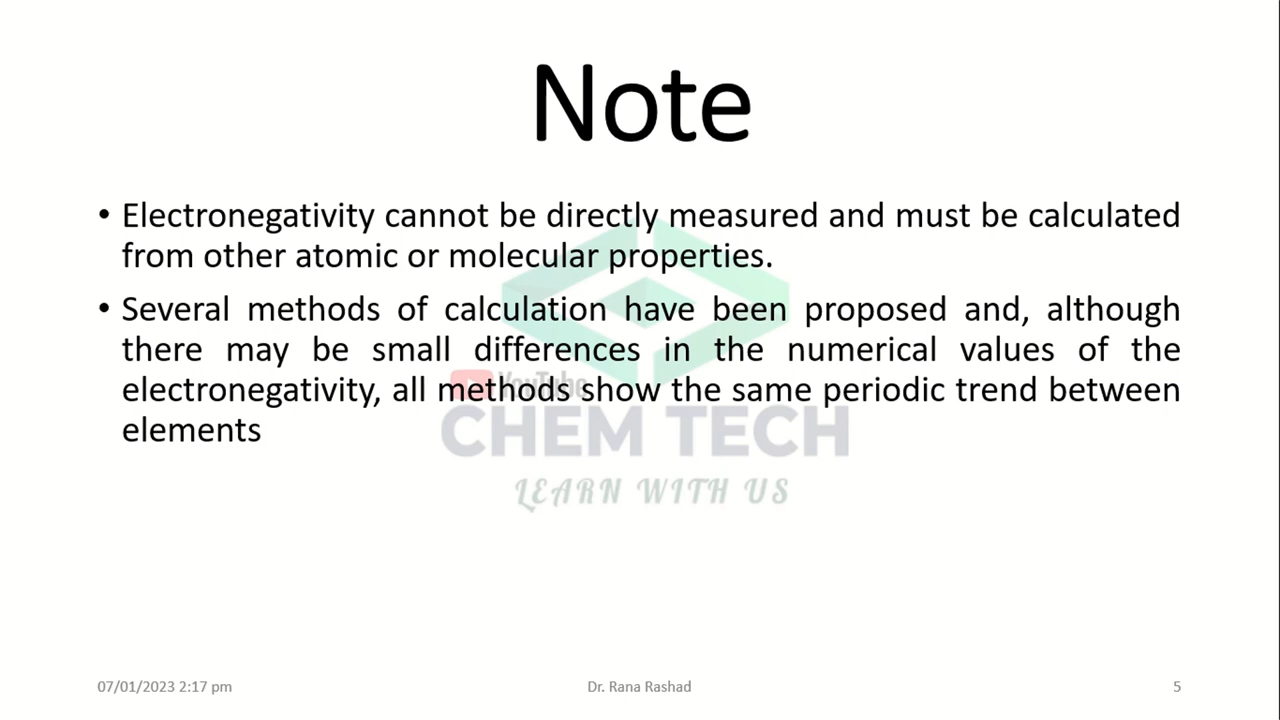 Note
• Electronegativity cannot be directly measured and must be calculated
from other atomic or molecular properties.
• Several methods of calculation have been proposed and, although
there may be small differences in the numerical values of the
electronegativity, all methods show the same periodic trend between
elements
YouTube
CHEM TECH
LEARN WITH US
07/01/2023 2:17 pm
Dr. Rana Rashad
5